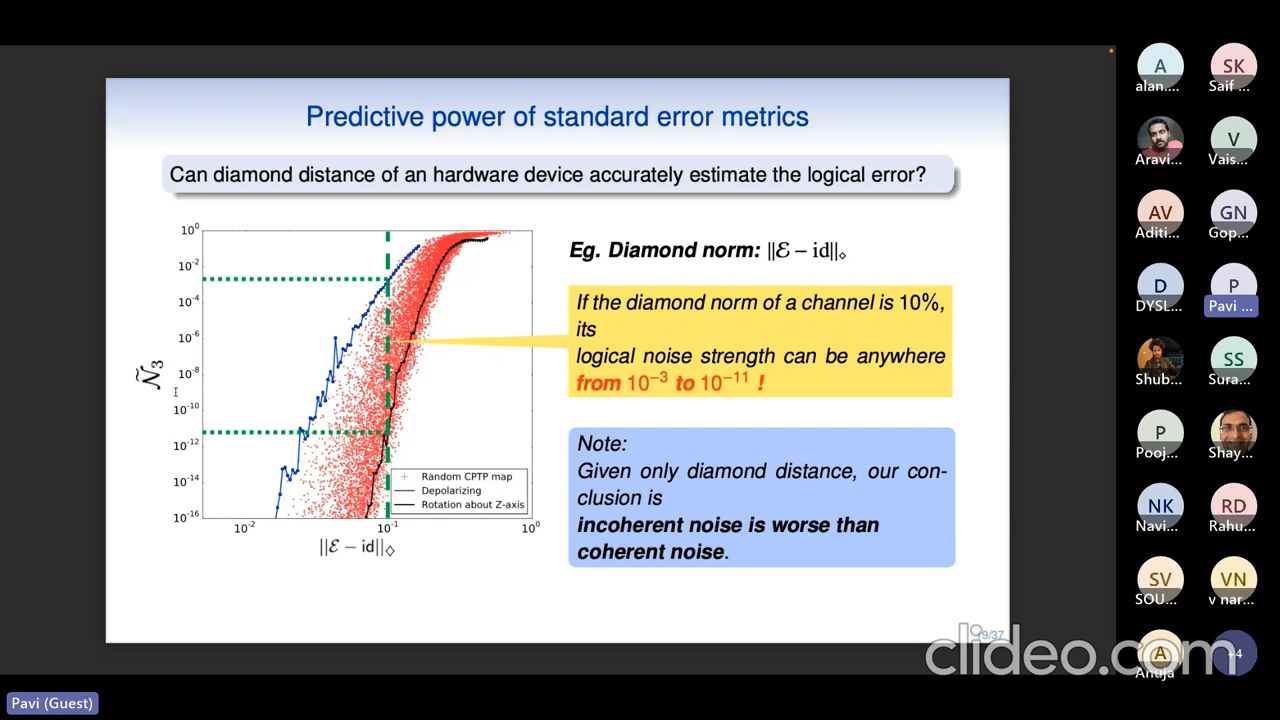 Predictive power of standard error metrics
Can diamond distance of an hardware device accurately estimate the logical error?
10^0
10^-2
10^-4
10^-6
10^-8
10^-10
10^-12
10^-14
10^-16
Ñ_3
10^-2
10^-1
10^0
||ℰ − id||_◇
Random CPTP map
Depolarizing
Rotation about Z-axis
Eg. Diamond norm: ||ℰ − id||_◇
If the diamond norm of a channel is 10%,
its
logical noise strength can be anywhere
from 10^−3 to 10^−11 !
Note:
Given only diamond distance, our con-
clusion is
incoherent noise is worse than
coherent noise.
19/37
clideo.com
A
alan....
SK
Saif ...
Aravi...
V
Vais...
AV
Aditi...
GN
Gop...
D
DYSL...
P
Pavi ...
Shub...
SS
Sura...
P
Pooj...
Shay...
NK
Navi...
RD
Rahu...
SV
SOU...
VN
v nar...
A
Anuja
+4
Pavi (Guest)